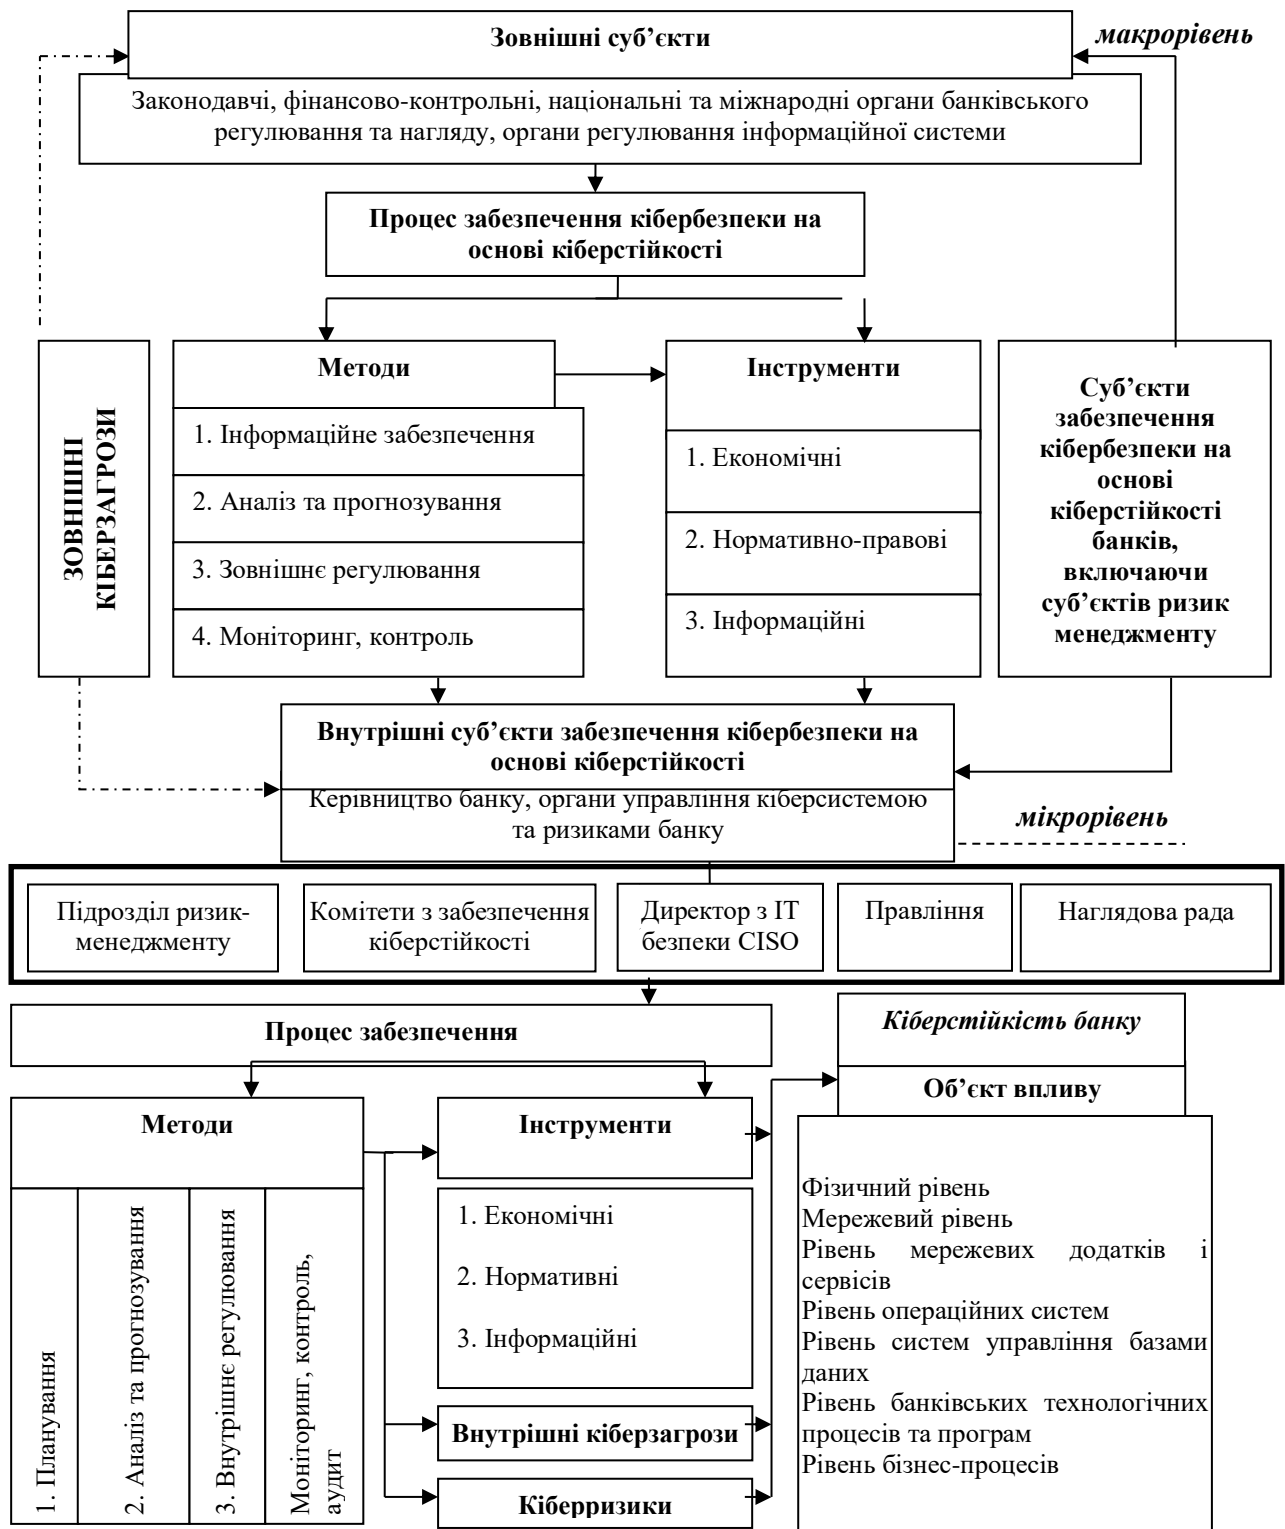 Зовнішні суб’єкти
макрорівень
Законодавчі, фінансово-контрольні, національні та міжнародні органи банківського
регулювання та нагляду, органи регулювання інформаційної системи
Процес забезпечення кібербезпеки на
основі кіберстійкості
ЗОВНІШНІ
КІБЕРЗАГРОЗИ
Методи
1. Інформаційне забезпечення
2. Аналіз та прогнозування
3. Зовнішнє регулювання
4. Моніторинг, контроль
Інструменти
1. Економічні
2. Нормативно-правові
3. Інформаційні
Суб’єкти
забезпечення
кібербезпеки на
основі
кіберстійкості
банків,
включаючи
суб’єктів ризик
менеджменту
Внутрішні суб’єкти забезпечення кібербезпеки на
основі кіберстійкості
Керівництво банку, органи управління кіберсистемою
та ризиками банку
мікрорівень
Підрозділ ризик-
менеджменту
Комітети з забезпечення
кіберстійкості
Директор з ІТ
безпеки CISO
Правління
Наглядова рада
Процес забезпечення
Кіберстійкість банку
Об’єкт впливу
Методи
1. Планування
2. Аналіз та прогнозування
3. Внутрішнє регулювання
Моніторинг, контроль,
аудит
Інструменти
1. Економічні
2. Нормативні
3. Інформаційні
Внутрішні кіберзагрози
Кіберризики
Фізичний рівень
Мережевий рівень
Рівень мережевих додатків і
сервісів
Рівень операційних систем
Рівень систем управління базами
даних
Рівень банківських технологічних
процесів та програм
Рівень бізнес-процесів